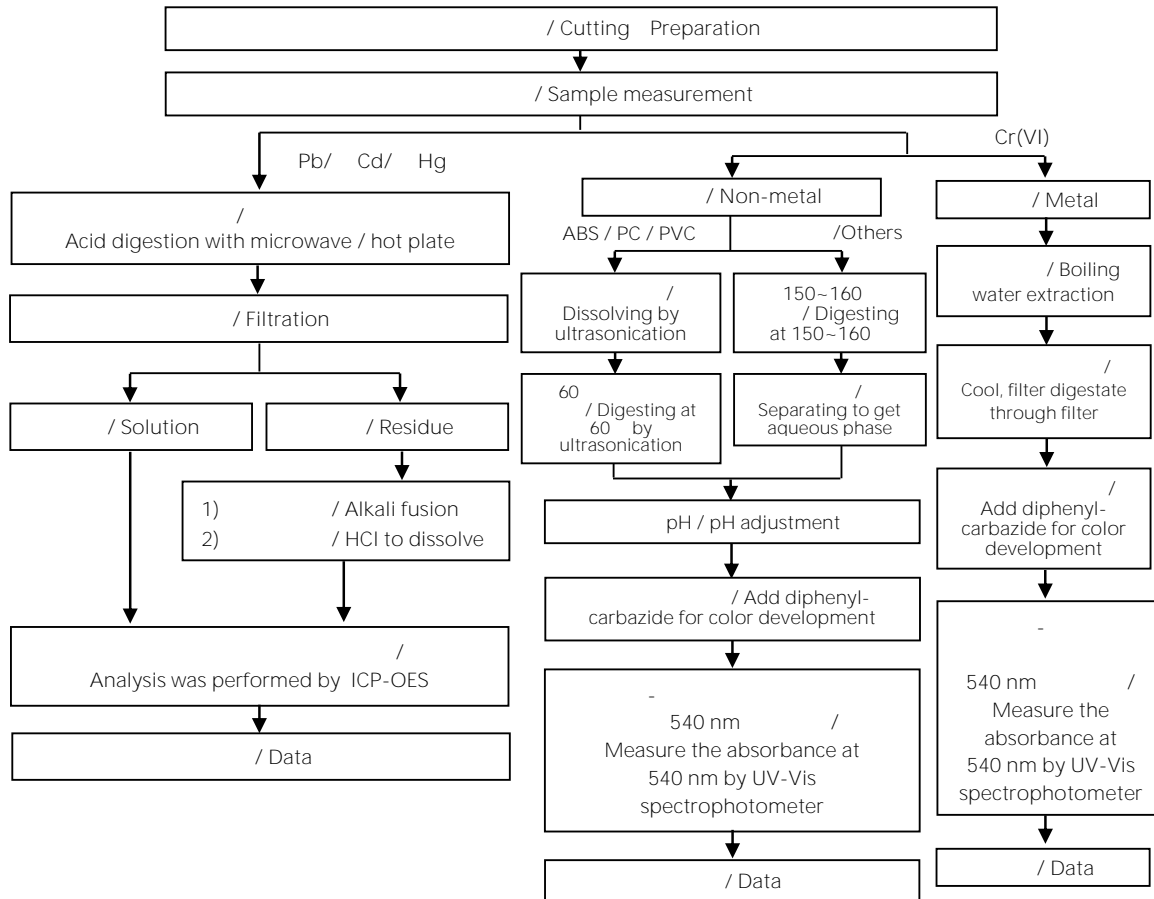 / Cutting Preparation
/ Sample measurement
Pb/ Cd/ Hg
Cr(VI)
/
Acid digestion with microwave / hot plate
/ Filtration
/ Solution
/ Residue
1) / Alkali fusion
2) / HCl to dissolve
/
Analysis was performed by ICP-OES
/ Data
/ Non-metal
ABS / PC / PVC
/Others
/
Dissolving by
ultrasonication
60
/ Digesting at
60 by
ultrasonication
150~160
/ Digesting
at 150~160
/
Separating to get
aqueous phase
pH / pH adjustment
/ Add diphenyl-
carbazide for color development
-
540 nm /
Measure the absorbance at
540 nm by UV-Vis
spectrophotometer
/ Data
/ Metal
/ Boiling
water extraction
/
Cool, filter digestate
through filter
/
Add diphenyl-
carbazide for color
development
-
540 nm /
Measure the
absorbance at
540 nm by UV-Vis
spectrophotometer
/ Data